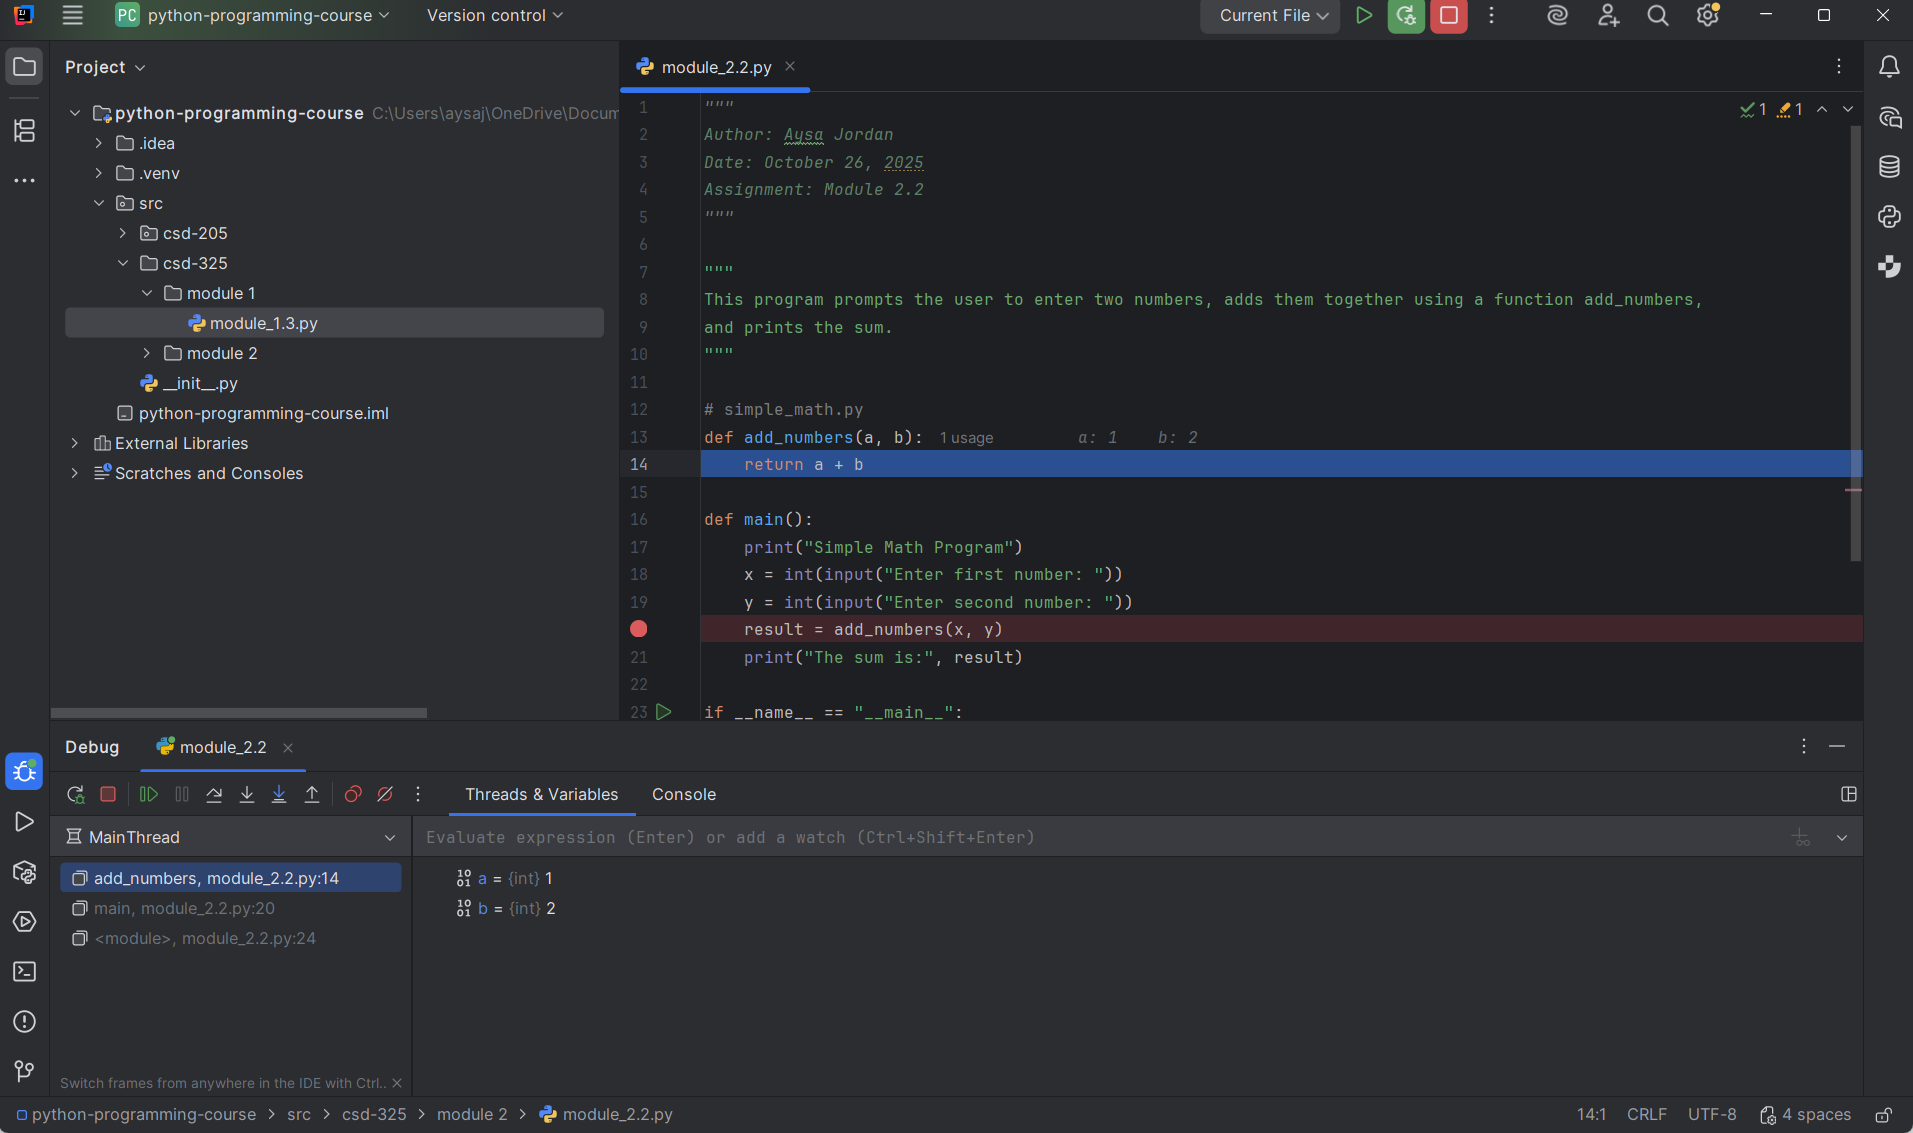 PC python-programming-course Version control Current File
Project
module_2.2.py
python-programming-course C:\Users\aysaj\OneDrive\Docum
.idea
.venv
src
csd-205
csd-325
module 1
module_1.3.py
module 2
__init__.py
python-programming-course.iml
External Libraries
Scratches and Consoles
1 1
1 """
2 Author: Aysa Jordan
3 Date: October 26, 2025
4 Assignment: Module 2.2
5 """
6
7 """
8 This program prompts the user to enter two numbers, adds them together using a function add_numbers,
9 and prints the sum.
10 """
11
12 # simple_math.py
13 def add_numbers(a, b): 1 usage a: 1 b: 2
14 return a + b
15
16 def main():
17 print("Simple Math Program")
18 x = int(input("Enter first number: "))
19 y = int(input("Enter second number: "))
result = add_numbers(x, y)
21 print("The sum is:", result)
22
23 if __name__ == "__main__":
Debug module_2.2
Threads & Variables Console
MainThread
Evaluate expression (Enter) or add a watch (Ctrl+Shift+Enter)
add_numbers, module_2.2.py:14
main, module_2.2.py:20
<module>, module_2.2.py:24
10 01 a = {int} 1
10 01 b = {int} 2
Switch frames from anywhere in the IDE with Ctrl..
python-programming-course > src > csd-325 > module 2 > module_2.2.py
14:1 CRLF UTF-8 4 spaces